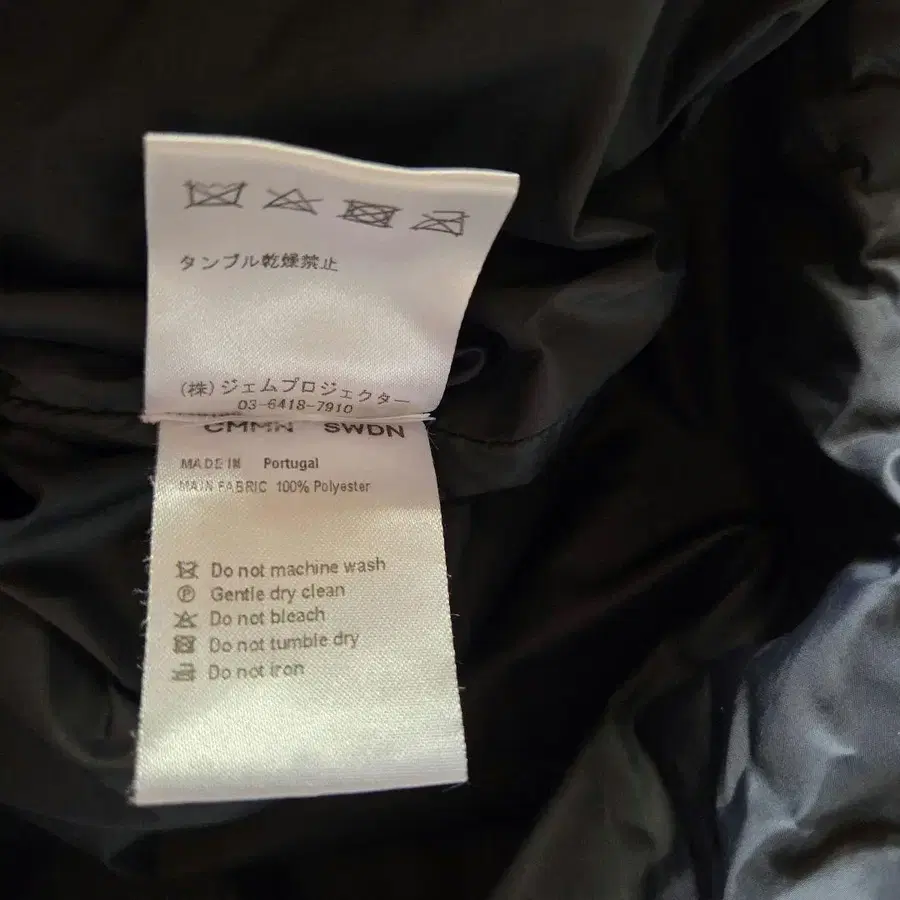 タンブル乾燥禁止
(株)ジェムプロジェクター
03-6418-7910
CMMN SWDN
MADE IN Portugal
MAIN FABRIC 100% Polyester
Do not machine wash
Ⓟ Gentle dry clean
Do not bleach
Do not tumble dry
Do not iron